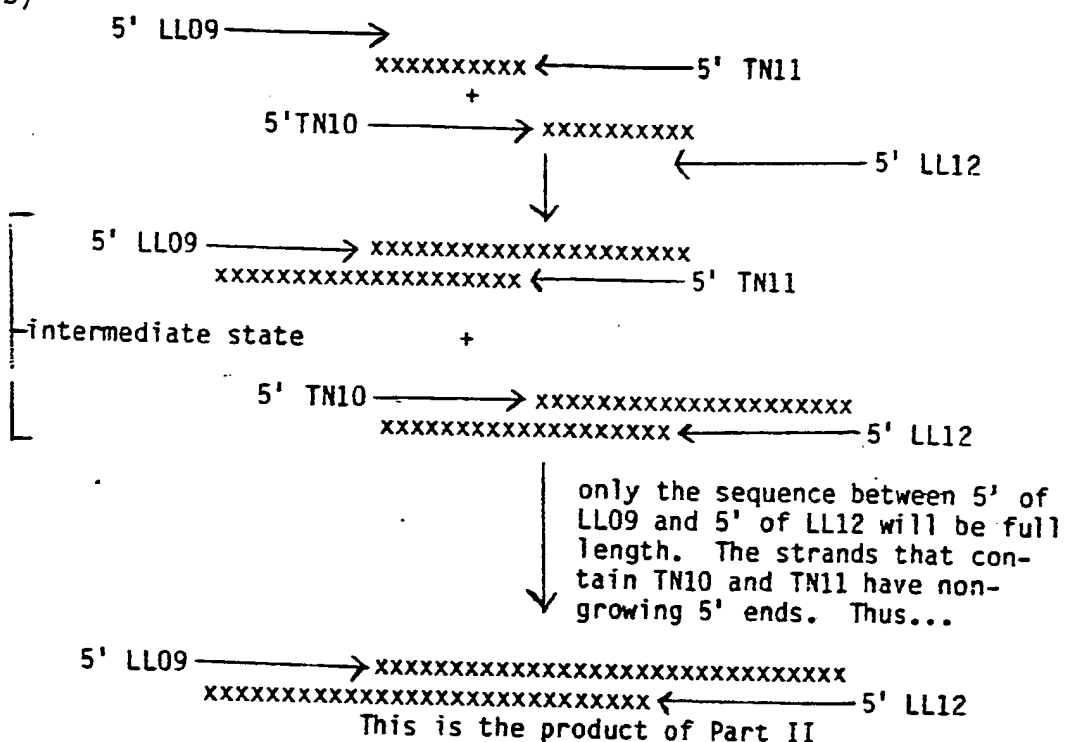 5' LL09
xxxxxxxxxx 5' TN11
+
5'TN10 xxxxxxxxxx
5' LL12
5' LL09 xxxxxxxxxxxxxxxxxxxxx
xxxxxxxxxxxxxxxxxxxx 5' TN11
intermediate state +
5' TN10 xxxxxxxxxxxxxxxxxxxxx
xxxxxxxxxxxxxxxxxxx 5' LL12
only the sequence between 5' of
LL09 and 5' of LL12 will be full
length. The strands that con-
tain TN10 and TN11 have non-
growing 5' ends. Thus...
5' LL09 xxxxxxxxxxxxxxxxxxxxxxxxxxxxxxx
xxxxxxxxxxxxxxxxxxxxxxxxxxxxx 5' LL12
This is the product of Part II